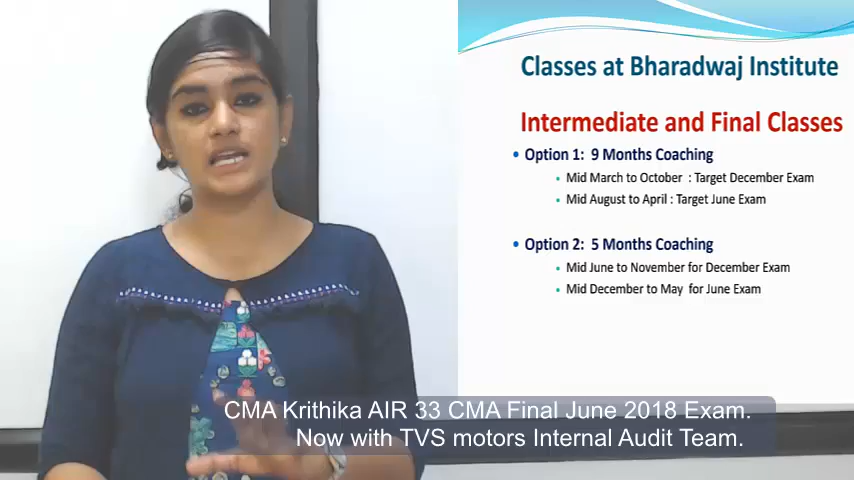 Classes at Bharadwaj Institute
Intermediate and Final Classes
• Option 1: 9 Months Coaching
• Mid March to October : Target December Exam
• Mid August to April : Target June Exam
• Option 2: 5 Months Coaching
• Mid June to November for December Exam
• Mid December to May for June Exam
CMA Krithika AIR 33 CMA Final June 2018 Exam.
Now with TVS motors Internal Audit Team.